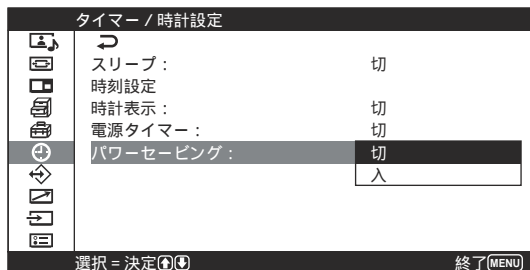 タイマー / 時計設定
スリープ： 切
時刻設定
時計表示： 切
電源タイマー： 切
パワーセービング： 切
入
選択 = 決定 終了 MENU